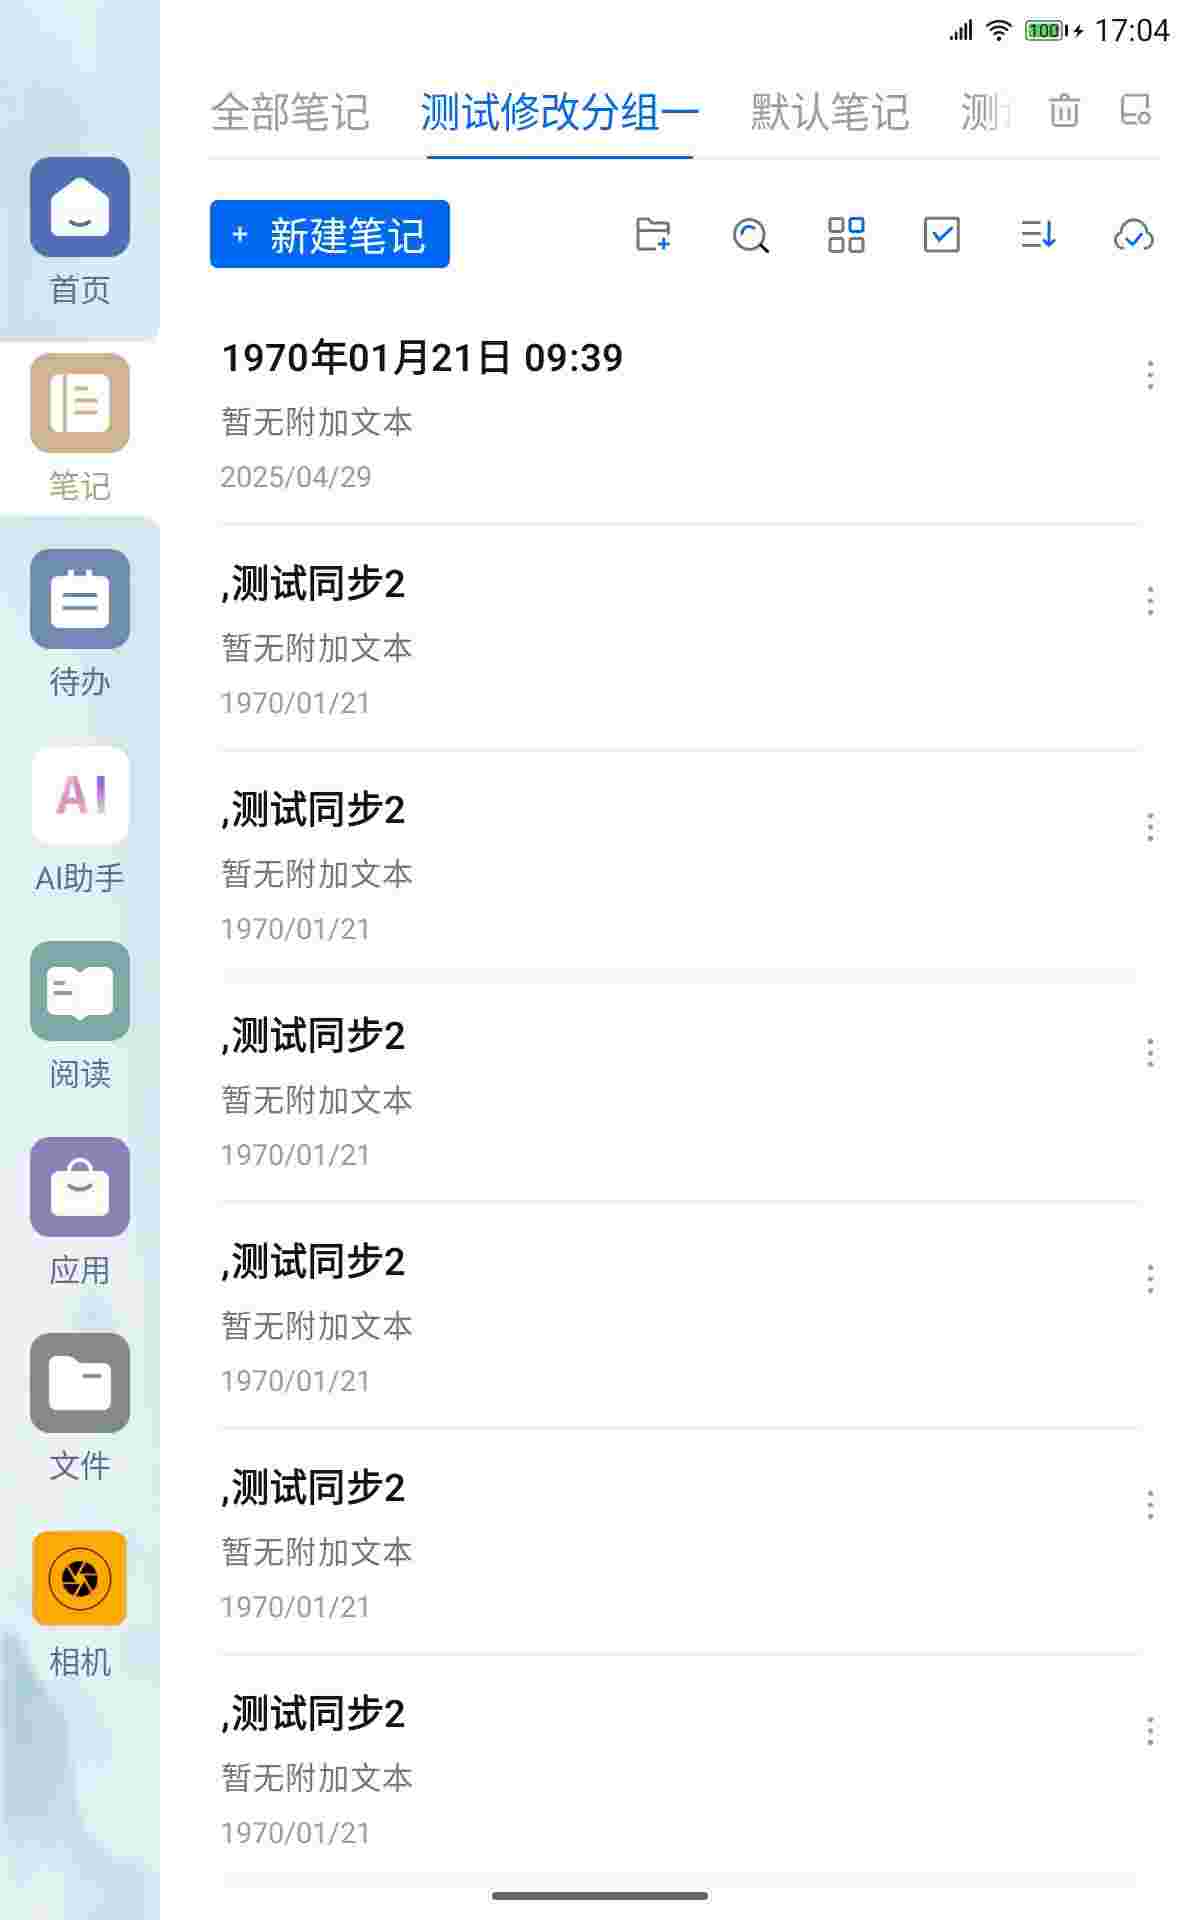 100 17:04
全部笔记 测试修改分组一 默认笔记 测
+ 新建笔记
1970年01月21日 09:39
暂无附加文本
2025/04/29
,测试同步2
暂无附加文本
1970/01/21
,测试同步2
暂无附加文本
1970/01/21
,测试同步2
暂无附加文本
1970/01/21
,测试同步2
暂无附加文本
1970/01/21
,测试同步2
暂无附加文本
1970/01/21
,测试同步2
暂无附加文本
1970/01/21
首页
笔记
待办
AI
AI助手
阅读
应用
文件
相机